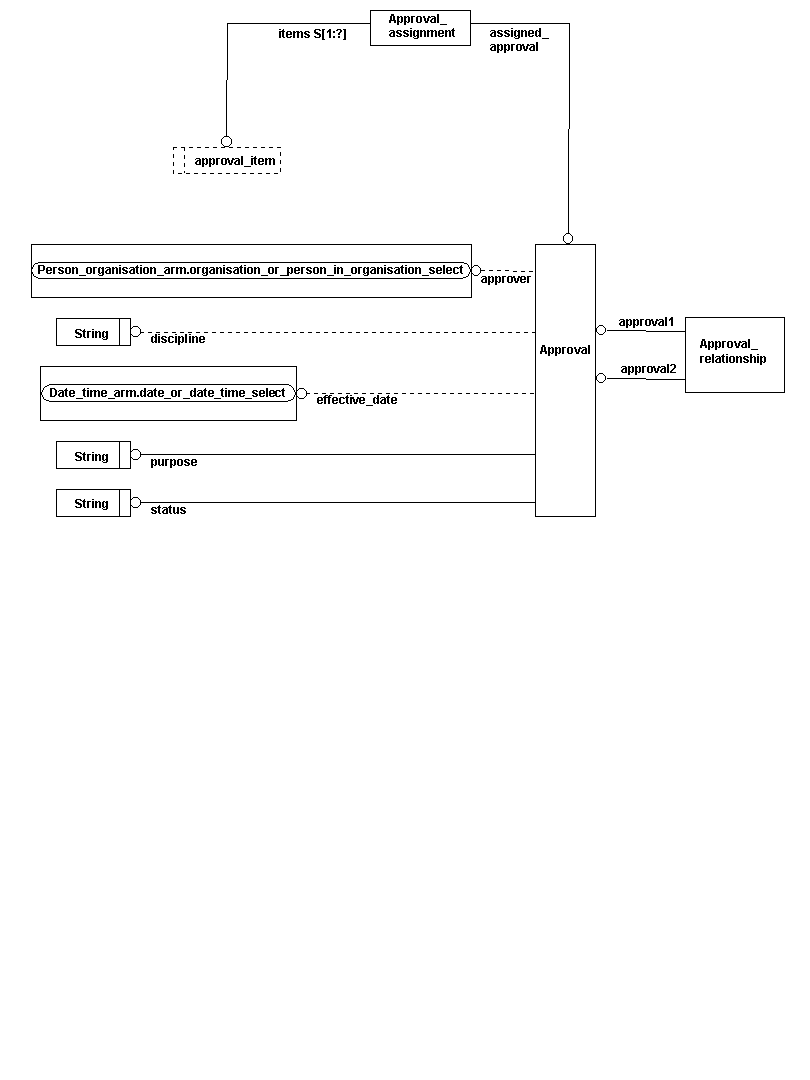 Approval_
assignment
items S[1:?]
assigned_
approval
approval_item
Person_organisation_arm.organisation_or_person_in_organisation_select
approver
String
discipline
Approval
approval1
Approval_
relationship
approval2
Date_time_arm.date_or_date_time_select
effective_date
String
purpose
String
status